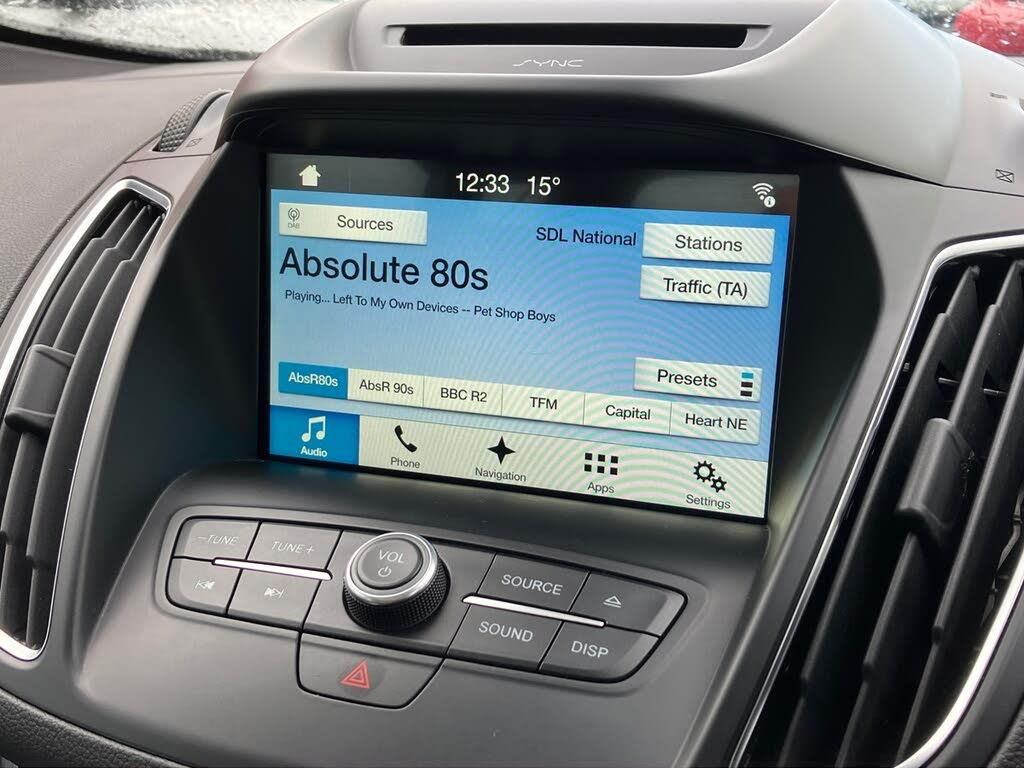 SYNC
12:33 15°
DAB
Sources
SDL National
Stations
Absolute 80s
Traffic (TA)
Playing... Left To My Own Devices -- Pet Shop Boys
Presets
AbsR80s
AbsR 90s
BBC R2
TFM
Capital
Heart NE
Audio
Phone
Navigation
Apps
Settings
–TUNE
TUNE+
VOL
SOURCE
SOUND
DISP